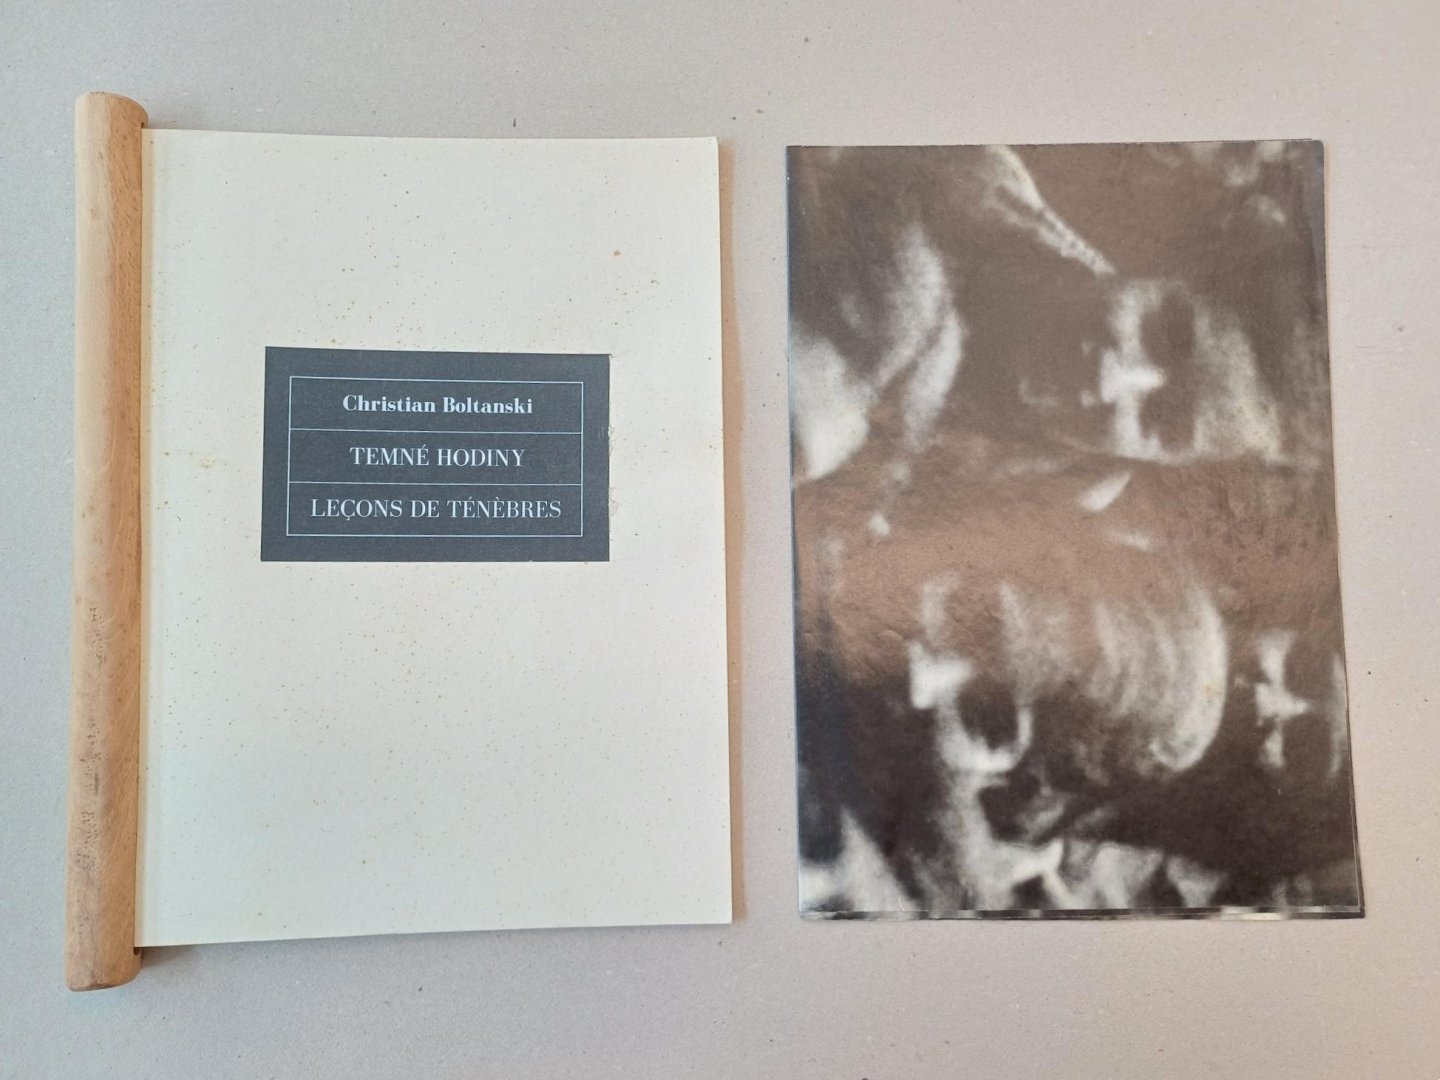 Christian Boltanski
TEMNÉ HODINY
LEÇONS DE TÉNÈBRES